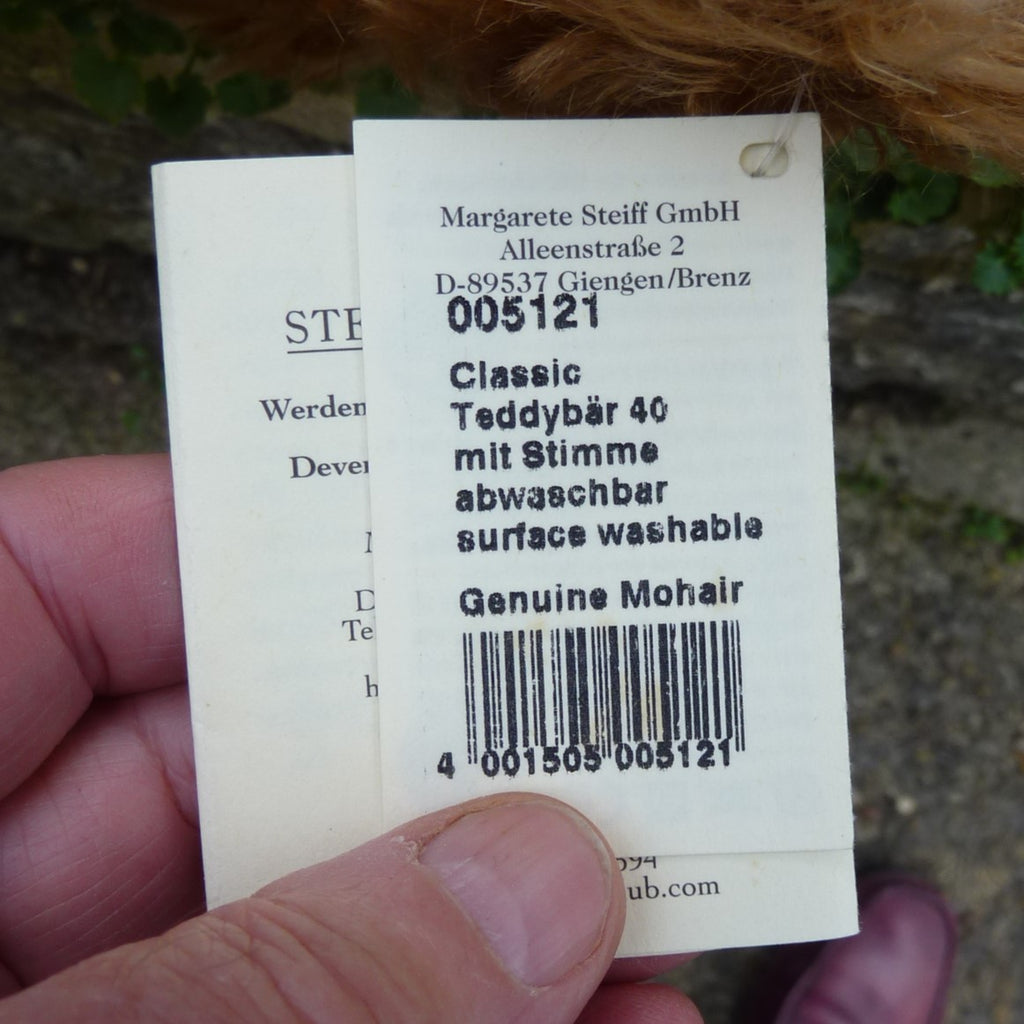 Margarete Steiff GmbH
Alleenstraße 2
D-89537 Giengen/Brenz
005121
Classic
Teddybär 40
mit Stimme
abwaschbar
surface washable
Genuine Mohair
4 001505 005121
STE
Werden
Te
594
ub.com